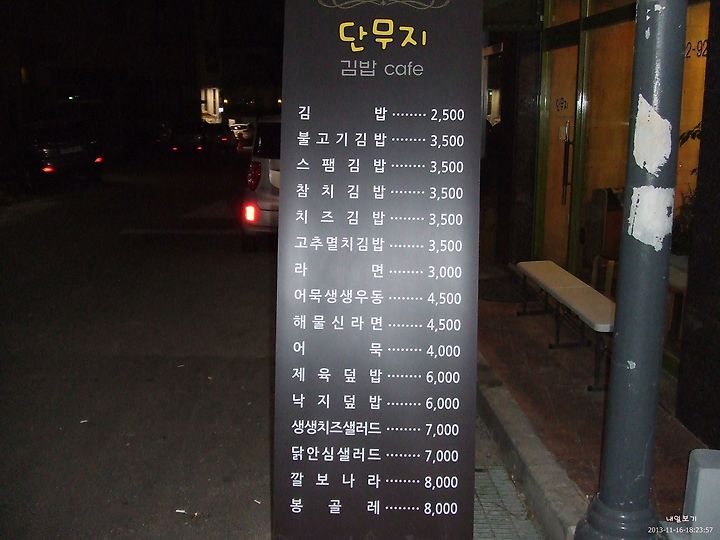 단무지
김밥 cafe
김밥 ········ 2,500
불고기김밥 ········ 3,500
스팸김밥 ········ 3,500
참치김밥 ········ 3,500
치즈김밥 ········ 3,500
고추멸치김밥 ········ 3,500
라면 ········ 3,000
어묵생생우동 ········ 4,500
해물신라면 ········ 4,500
어묵 ········ 4,000
제육덮밥 ········ 6,000
낙지덮밥 ········ 6,000
생생치즈샐러드 ········ 7,000
닭안심샐러드 ········ 7,000
깔보나라 ········ 8,000
봉골레 ········ 8,000
단무지
2-92
내일보기
2013-11-16-18:23:57